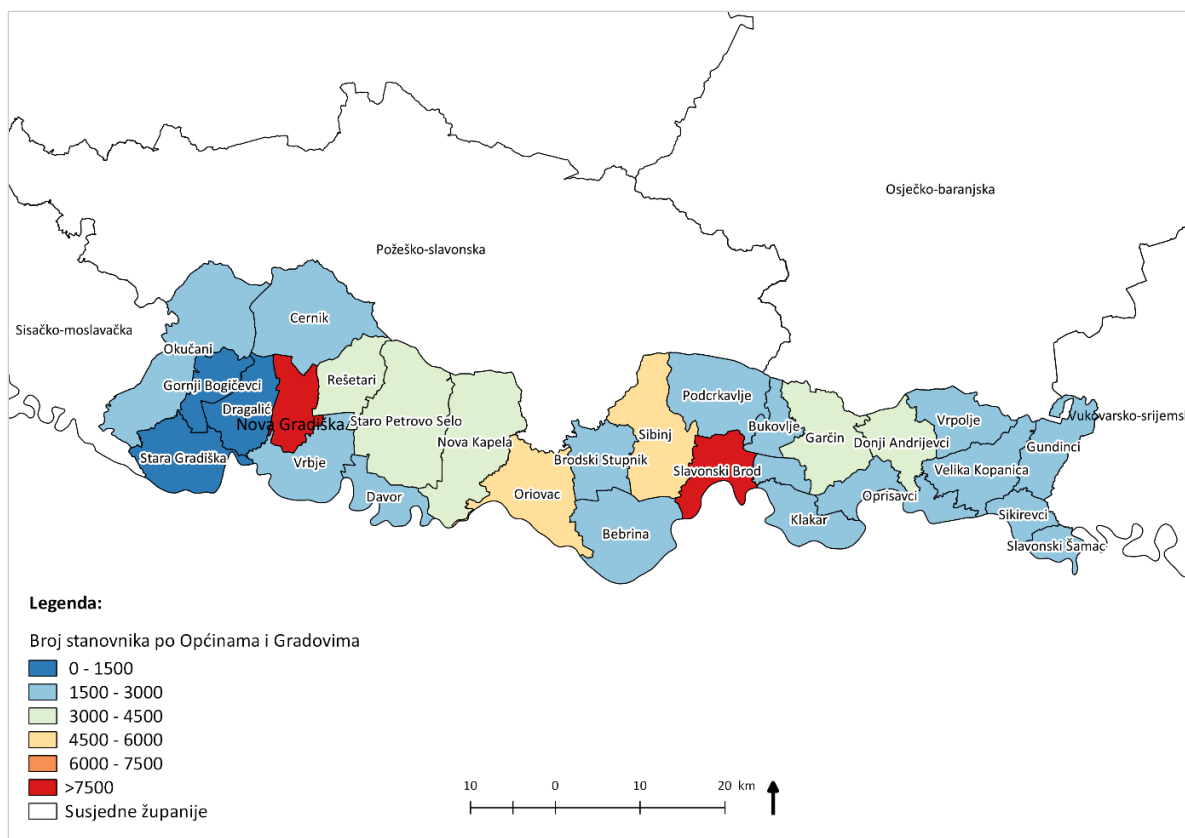 Osječko-baranjska
Požeško-slavonska
Sisačko-moslavačka
Cernik
Okučani
Gornji Bogićevci
Rešetari
Dragalić
Nova Gradiška
Staro Petrovo Selo
Nova Kapela
Stara Gradiška
Vrbje
Davor
Oriovac
Brodski Stupnik
Sibinj
Bebrina
Podcrkavlje
Slavonski Brod
Bukovlje
Garčin
Donji Andrijevci
Vrpolje
Vukovarsko-srijemsk
Gundinci
Velika Kopanica
Oprisavci
Klakar
Sikirevci
Slavonski Šamac
Legenda:
Broj stanovnika po Općinama i Gradovima
0 - 1500
1500 - 3000
3000 - 4500
4500 - 6000
6000 - 7500
>7500
Susjedne županije
10 0 10 20 km